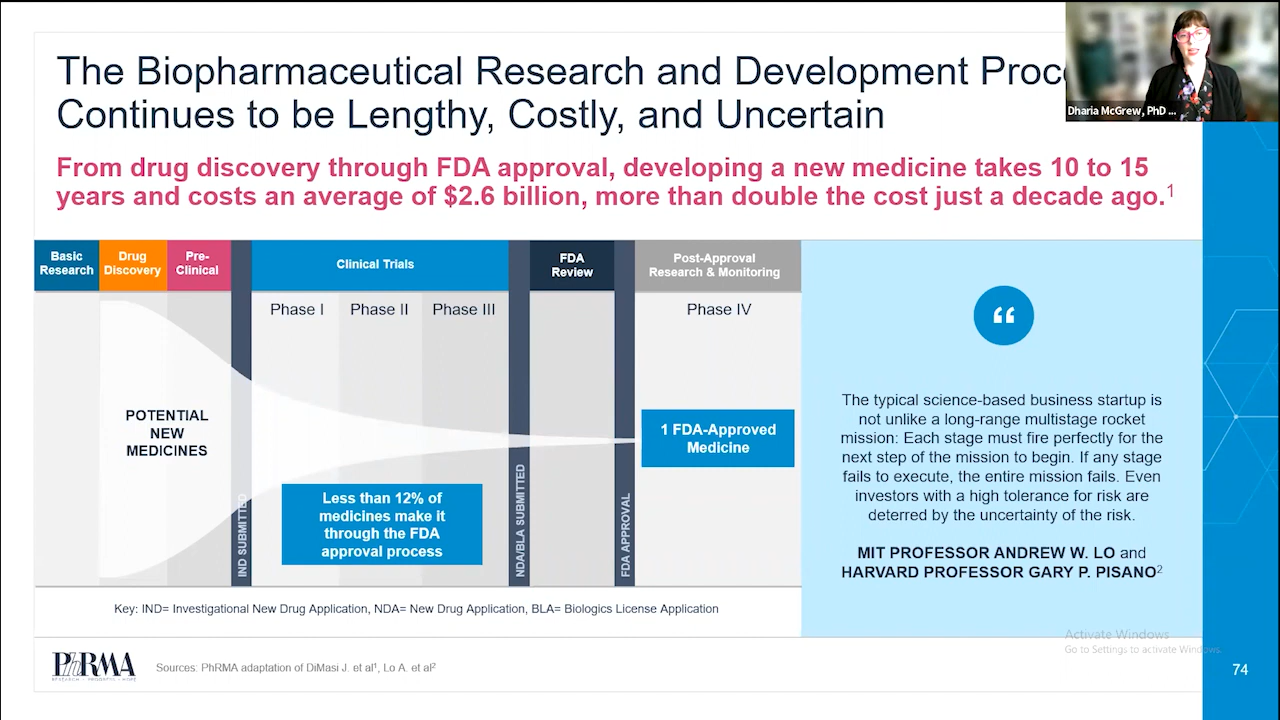 The Biopharmaceutical Research and Development Proc
Continues to be Lengthy, Costly, and Uncertain
Dharia McGrew, PhD ...
From drug discovery through FDA approval, developing a new medicine takes 10 to 15
years and costs an average of $2.6 billion, more than double the cost just a decade ago.1
Basic
Research
Drug
Discovery
Pre-
Clinical
Clinical Trials
FDA
Review
Post-Approval
Research & Monitoring
Phase I
Phase II
Phase III
Phase IV
POTENTIAL
NEW
MEDICINES
IND SUBMITTED
Less than 12% of
medicines make it
through the FDA
approval process
NDA/BLA SUBMITTED
FDA APPROVAL
1 FDA-Approved
Medicine
“
The typical science-based business startup is
not unlike a long-range multistage rocket
mission: Each stage must fire perfectly for the
next step of the mission to begin. If any stage
fails to execute, the entire mission fails. Even
investors with a high tolerance for risk are
deterred by the uncertainty of the risk.
MIT PROFESSOR ANDREW W. LO and
HARVARD PROFESSOR GARY P. PISANO2
Key: IND= Investigational New Drug Application, NDA= New Drug Application, BLA= Biologics License Application
Activate Windows
Go to Settings to activate Windows.
PhRMA
RESEARCH · PROGRESS · HOPE
Sources: PhRMA adaptation of DiMasi J. et al1, Lo A. et al2
74